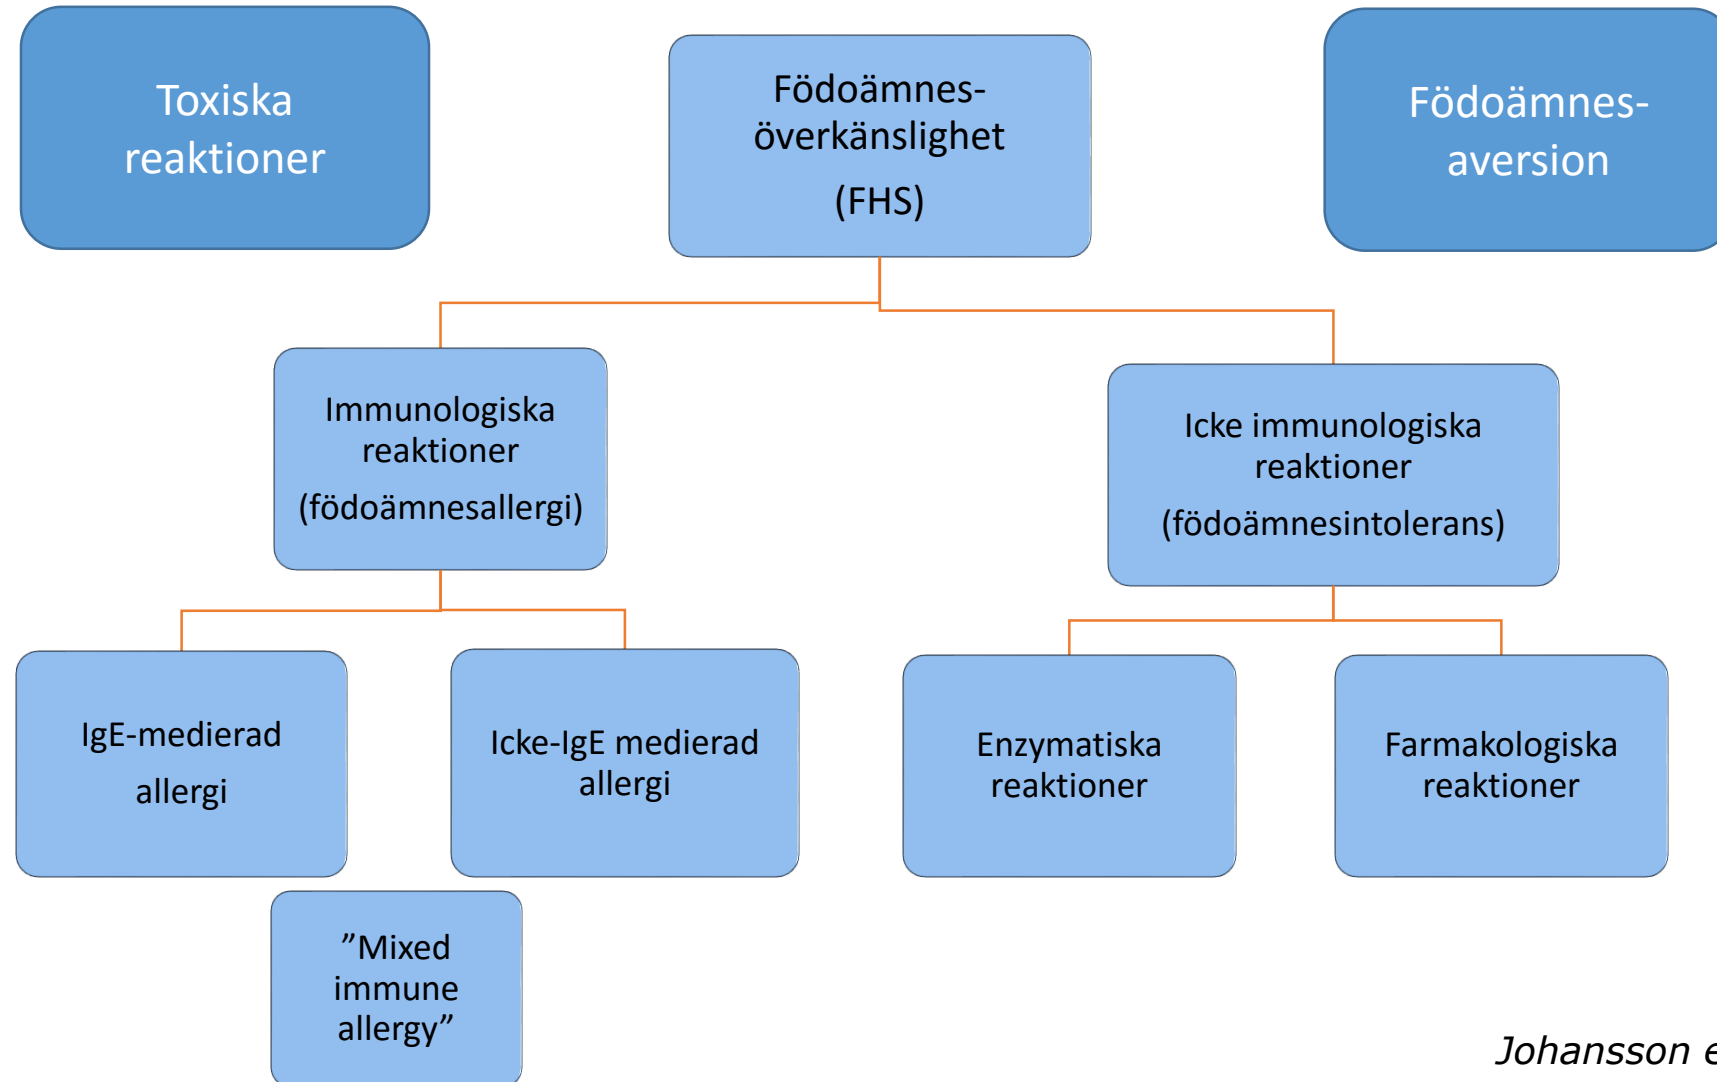 Toxiska
reaktioner
Födoämnes-
överkänslighet
(FHS)
Födoämnes-
aversion
Immunologiska
reaktioner
(födoämnesallergi)
Icke immunologiska
reaktioner
(födoämnesintolerans)
IgE-medierad
allergi
Icke-IgE medierad
allergi
Enzymatiska
reaktioner
Farmakologiska
reaktioner
”Mixed
immune
allergy”
Johansson e